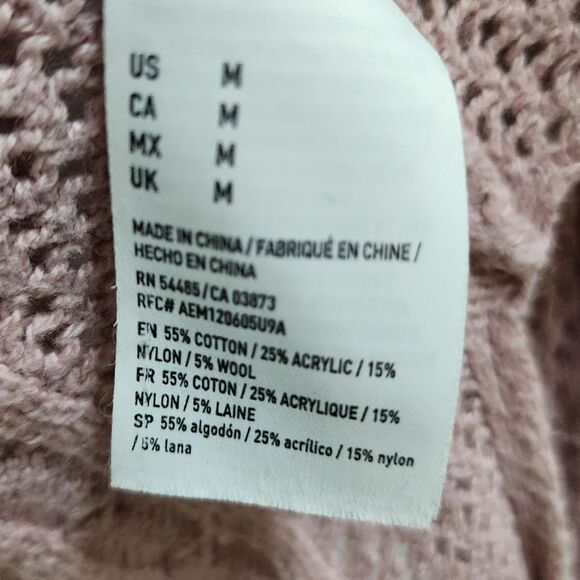 US M
CA M
MX M
UK M
MADE IN CHINA / FABRIQUÉ EN CHINE /
HECHO EN CHINA
RN 54485 / CA 03873
RFC# AEM120605U9A
EN 55% COTTON / 25% ACRYLIC / 15%
NYLON / 5% WOOL
FR 55% COTON / 25% ACRYLIQUE / 15%
NYLON / 5% LAINE
SP 55% algodón / 25% acrílico / 15% nylon
/ 5% lana